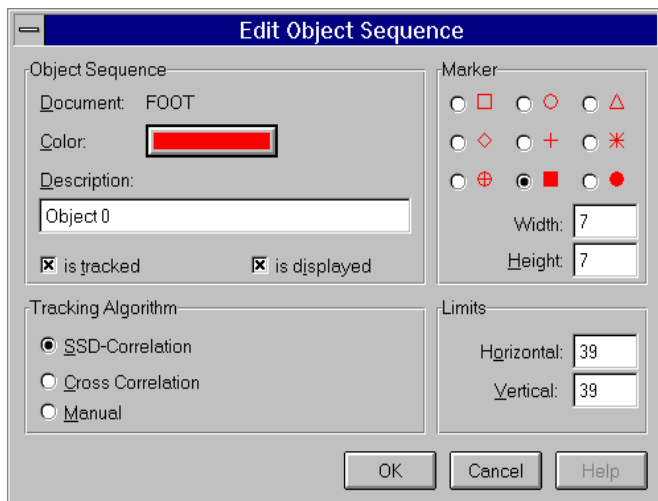 Edit Object Sequence
Object Sequence
Document: FOOT
Color:
Description:
Object 0
is tracked
is displayed
Marker
Width: 7
Height: 7
Tracking Algorithm
SSD-Correlation
Cross Correlation
Manual
Limits
Horizontal: 39
Vertical: 39
OK
Cancel
Help